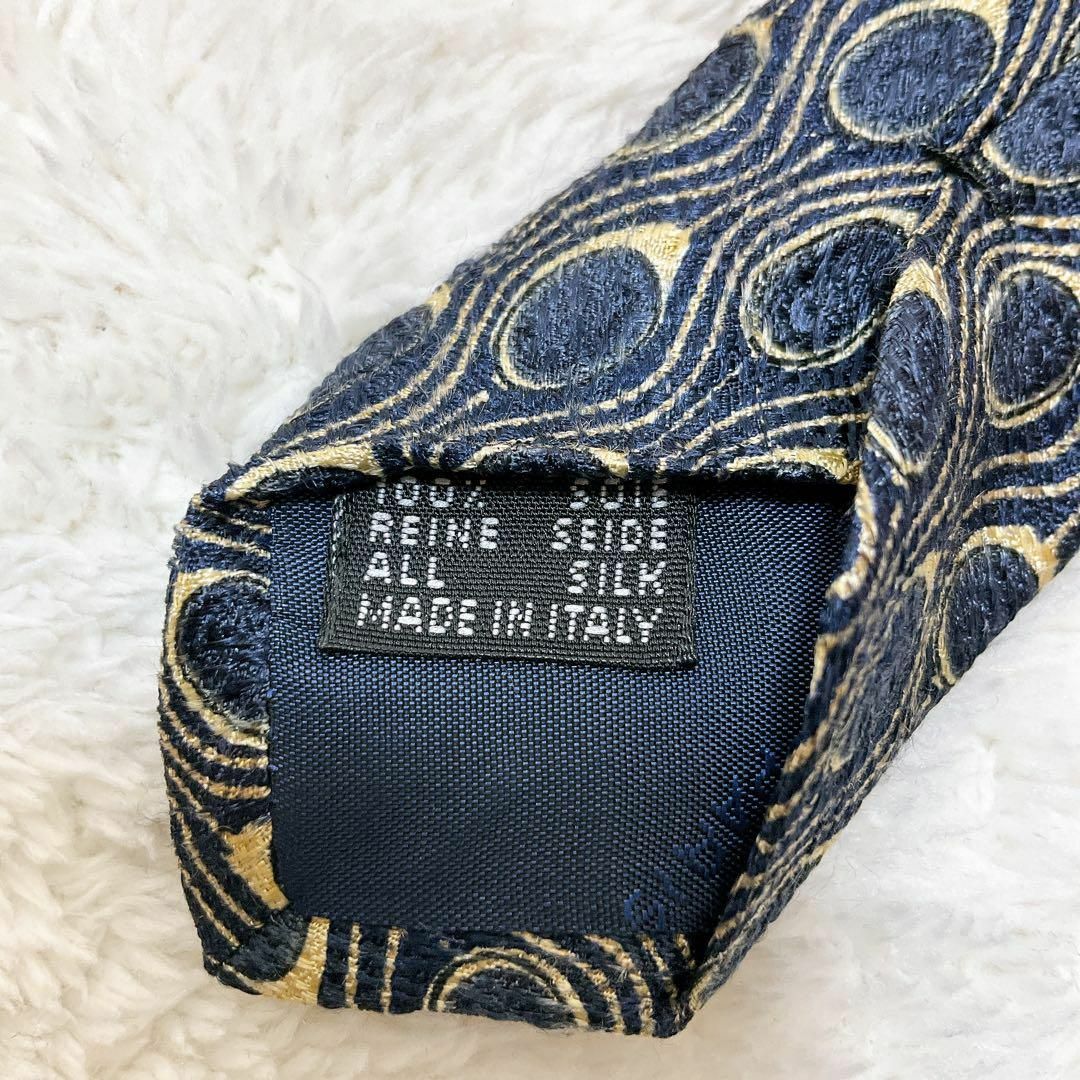 100% SOIE
REINE SEIDE
ALL SILK
MADE IN ITALY